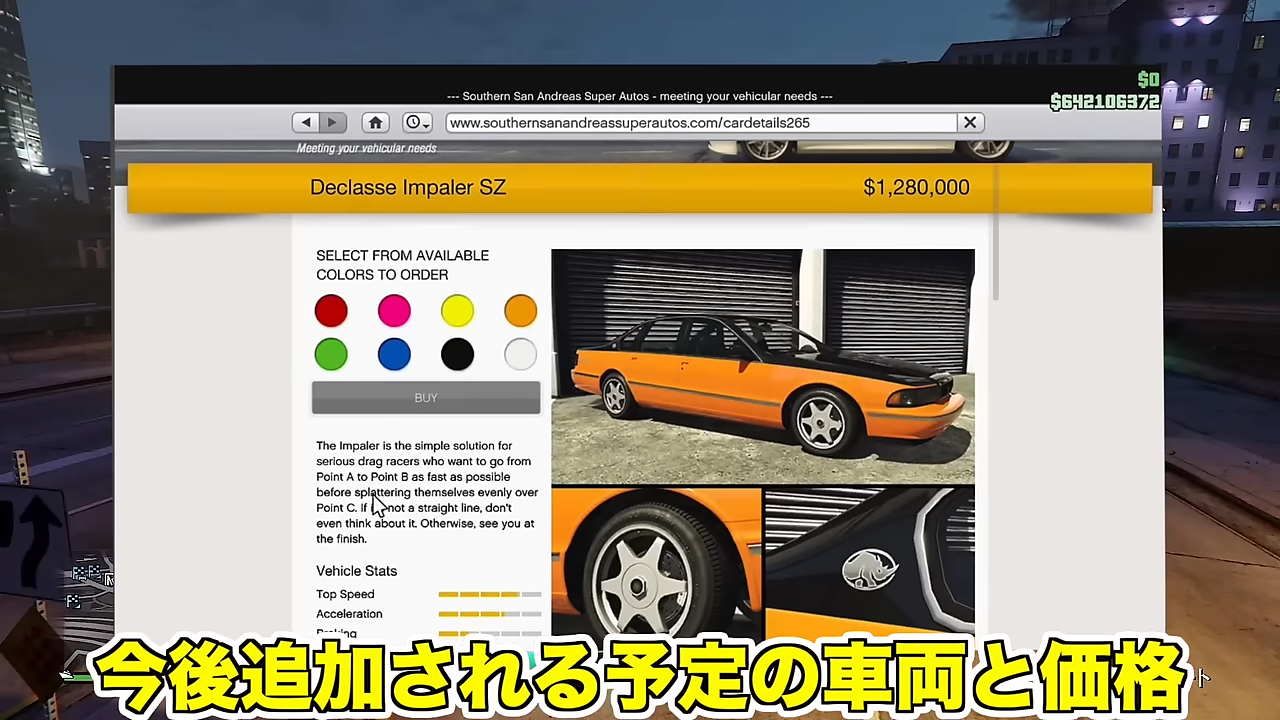 --- Southern San Andreas Super Autos - meeting your vehicular needs ---
$0
$642106372
www.southernsanandreassuperautos.com/cardetails265
Meeting your vehicular needs
Declasse Impaler SZ
$1,280,000
SELECT FROM AVAILABLE
COLORS TO ORDER
BUY
The Impaler is the simple solution for
serious drag racers who want to go from
Point A to Point B as fast as possible
before splattering themselves evenly over
Point C. If not a straight line, don't
even think about it. Otherwise, see you at
the finish.
Vehicle Stats
Top Speed
Acceleration
Braking
今後追加される予定の車両と価格
ト